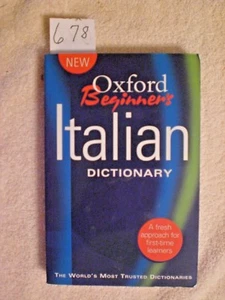 678
NEW
Oxford
Beginner's
Italian
DICTIONARY
A fresh
approach for
first-time
learners
THE WORLD'S MOST TRUSTED DICTIONARIES